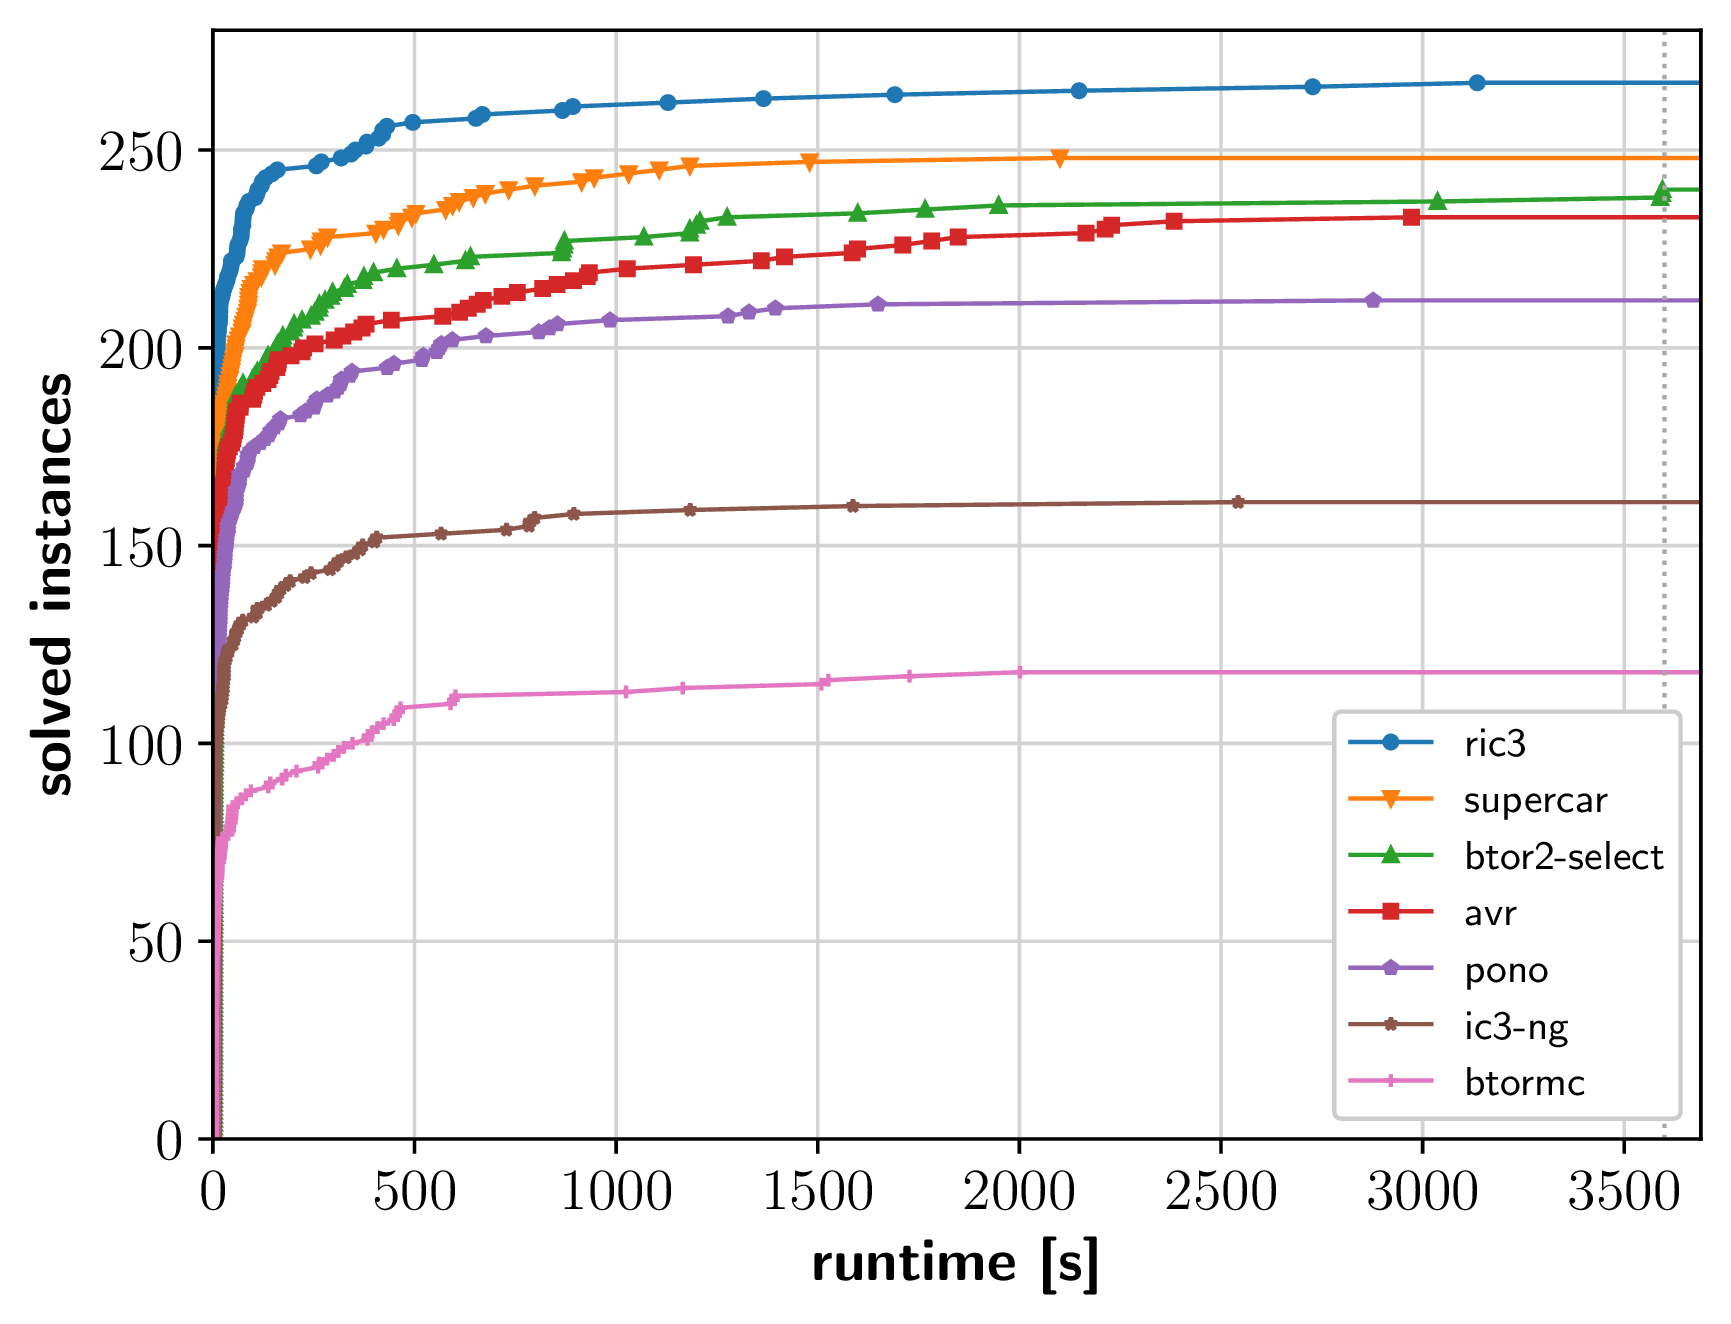 solved instances
250
200
150
100
50
0
0 500 1000 1500 2000 2500 3000 3500
runtime [s]
ric3
supercar
btor2-select
avr
pono
ic3-ng
btormc